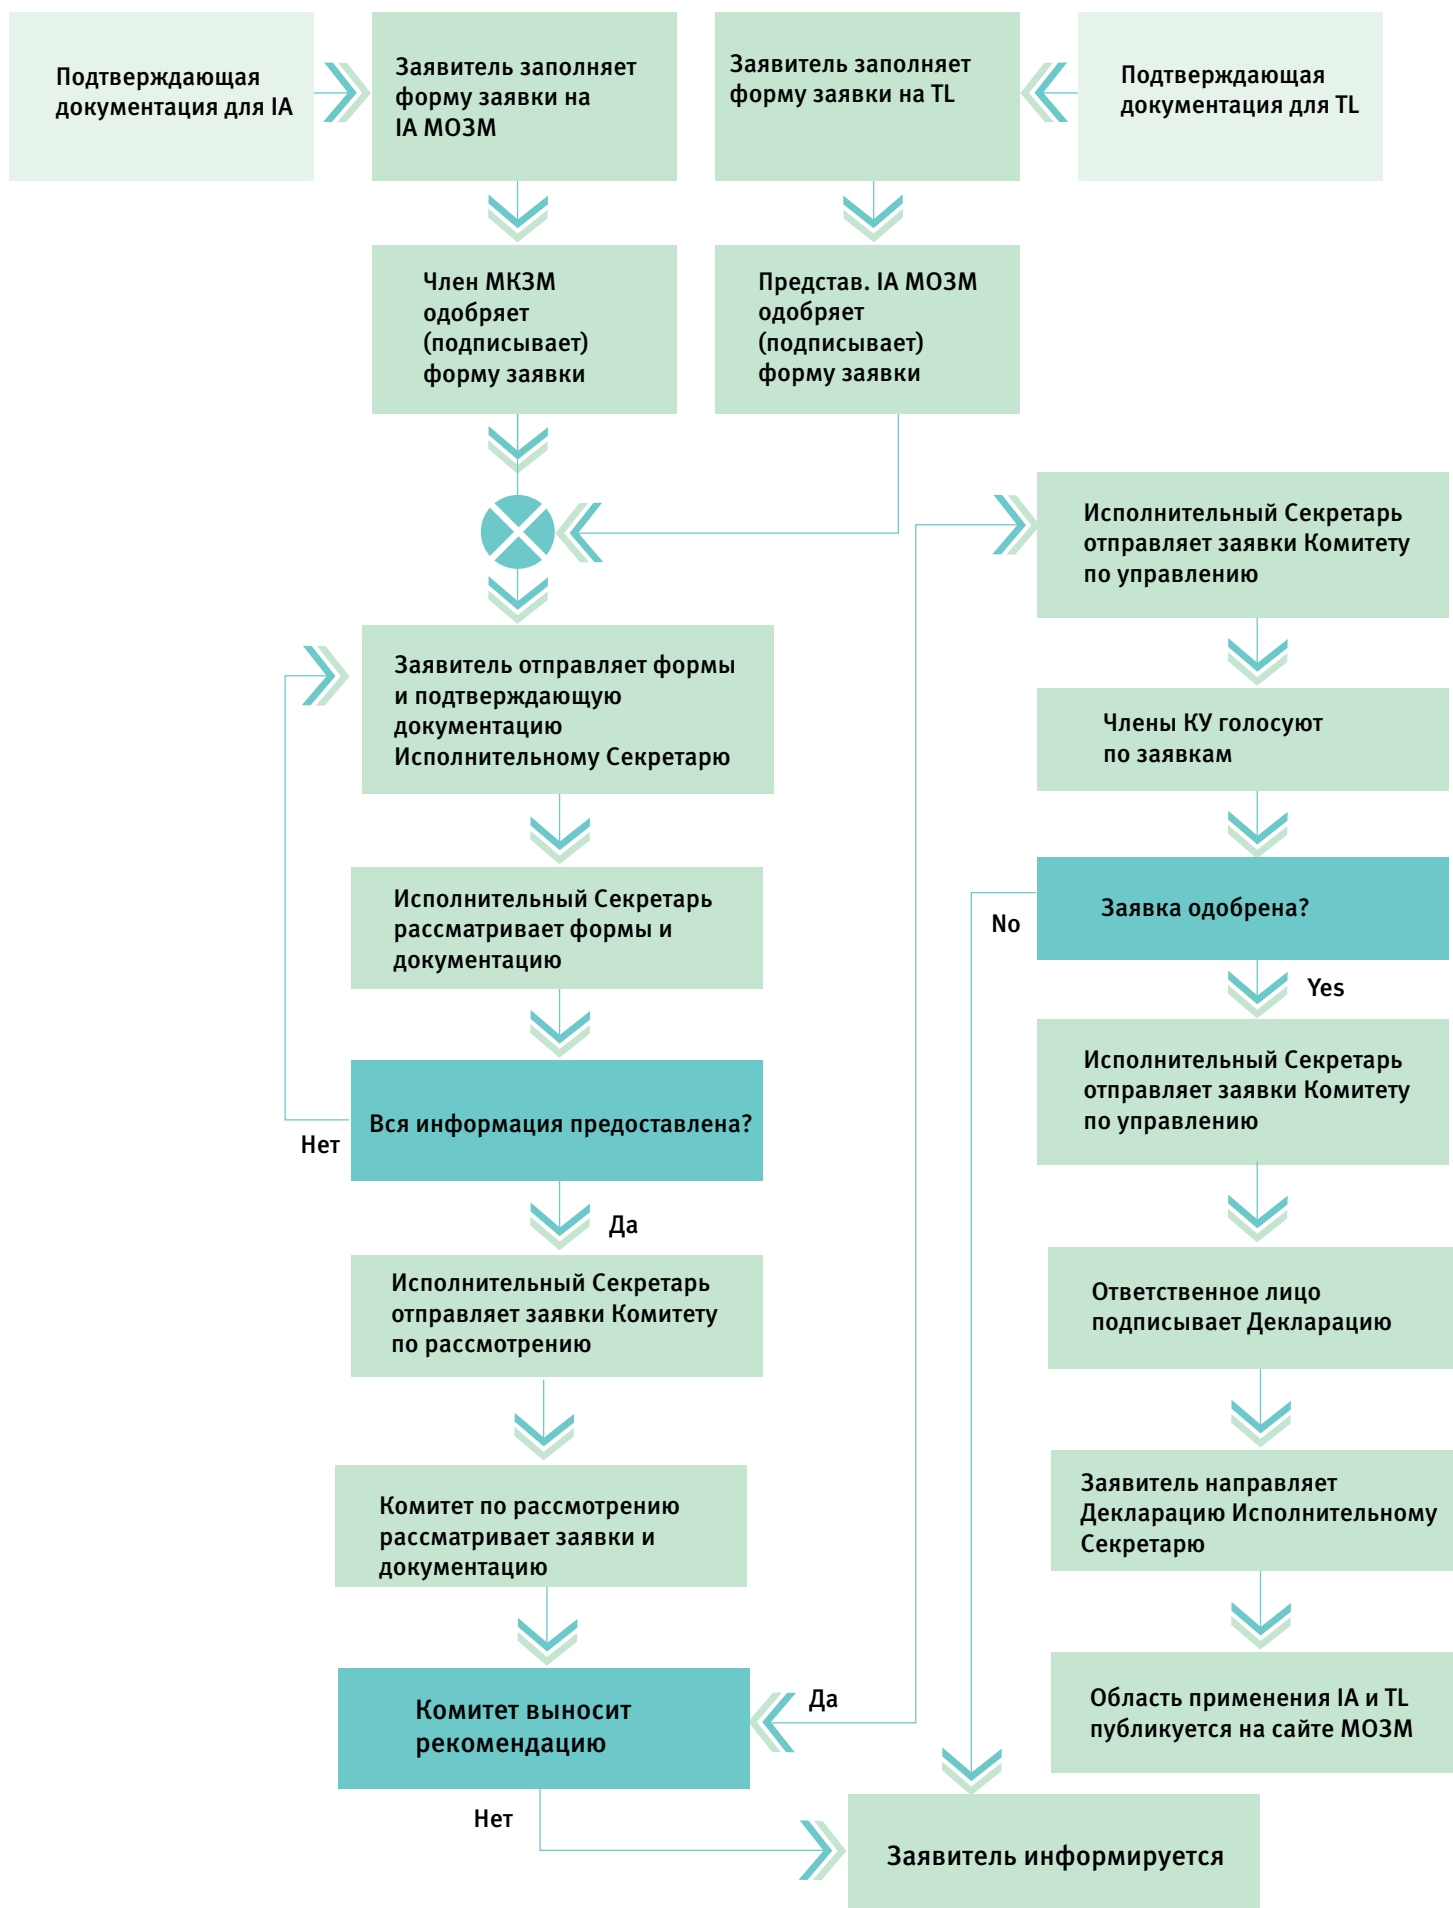 Подтверждающая
документация для IA
Заявитель заполняет
форму заявки на
IA МОЗМ
Заявитель заполняет
форму заявки на TL
Подтверждающая
документация для TL
Член МКЗМ
одобряет
(подписывает)
форму заявки
Представ. IA МОЗМ
одобряет
(подписывает)
форму заявки
Заявитель отправляет формы
и подтверждающую
документацию
Исполнительному Секретарю
Исполнительный Секретарь
рассматривает формы и
документацию
Вся информация предоставлена?
Нет
Да
Исполнительный Секретарь
отправляет заявки Комитету
по рассмотрению
Комитет по рассмотрению
рассматривает заявки и
документацию
Комитет выносит
рекомендацию
Да
Нет
Исполнительный Секретарь
отправляет заявки Комитету
по управлению
Члены КУ голосуют
по заявкам
Заявка одобрена?
No
Yes
Исполнительный Секретарь
отправляет заявки Комитету
по управлению
Ответственное лицо
подписывает Декларацию
Заявитель направляет
Декларацию Исполнительному
Секретарю
Область применения IA и TL
публикуется на сайте МОЗМ
Заявитель информируется